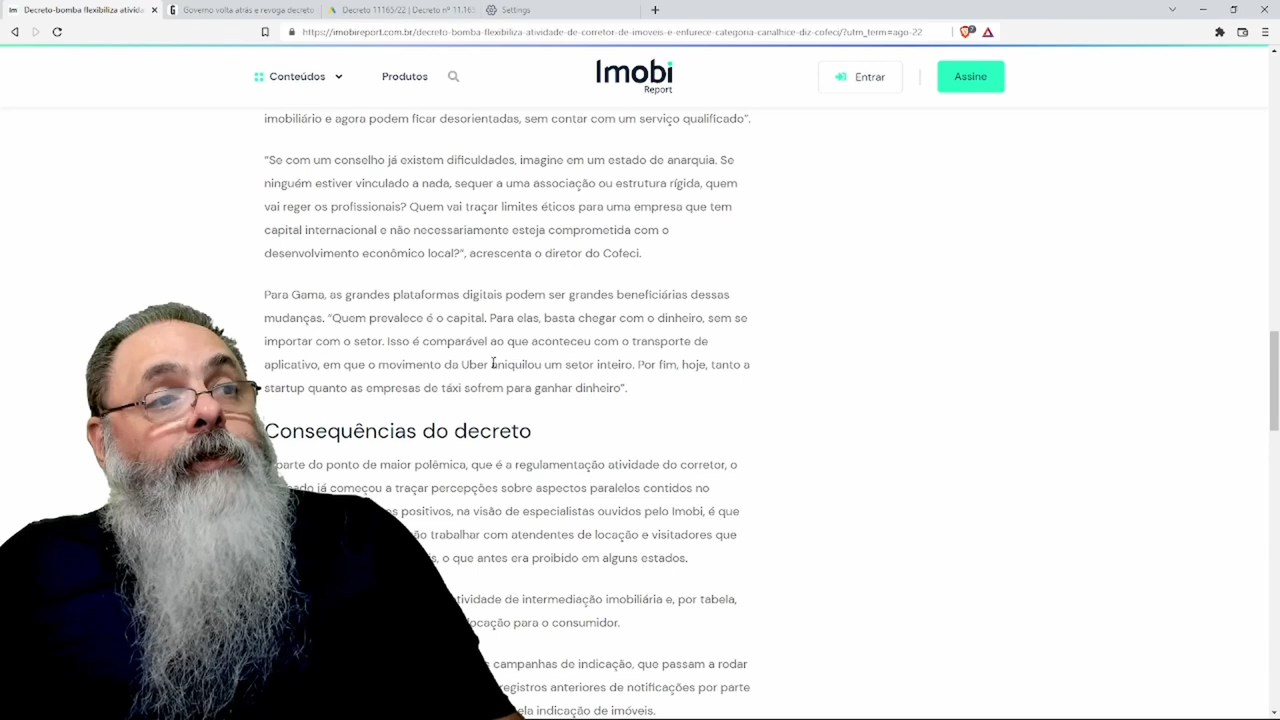 Decreto-bomba flexibiliza ativida
Governo volta atrás e revoga decreto
Decreto 11165/22 | Decreto nº 11.165
Settings
https://imobireport.com.br/decreto-bomba-flexibiliza-atividade-de-corretor-de-imoveis-e-enfurece-categoria-canalhice-diz-cofeci/?utm_term=ago-22
Conteúdos
Produtos
Imobi
Report
Entrar
Assine
imobiliário e agora podem ficar desorientadas, sem contar com um serviço qualificado”.
“Se com um conselho já existem dificuldades, imagine em um estado de anarquia. Se
ninguém estiver vinculado a nada, sequer a uma associação ou estrutura rígida, quem
vai reger os profissionais? Quem vai traçar limites éticos para uma empresa que tem
capital internacional e não necessariamente esteja comprometida com o
desenvolvimento econômico local?”, acrescenta o diretor do Cofeci.
Para Gama, as grandes plataformas digitais podem ser grandes beneficiárias dessas
mudanças. “Quem prevalece é o capital. Para elas, basta chegar com o dinheiro, sem se
importar com o setor. Isso é comparável ao que aconteceu com o transporte de
aplicativo, em que o movimento da Uber aniquilou um setor inteiro. Por fim, hoje, tanto a
startup quanto as empresas de táxi sofrem para ganhar dinheiro”.
Consequências do decreto
parte do ponto de maior polêmica, que é a regulamentação atividade do corretor, o
já começou a traçar percepções sobre aspectos paralelos contidos no
positivos, na visão de especialistas ouvidos pelo Imobi, é que
trabalhar com atendentes de locação e visitadores que
o que antes era proibido em alguns estados.
atividade de intermediação imobiliária e, por tabela,
locação para o consumidor.
campanhas de indicação, que passam a rodar
registros anteriores de notificações por parte
pela indicação de imóveis.